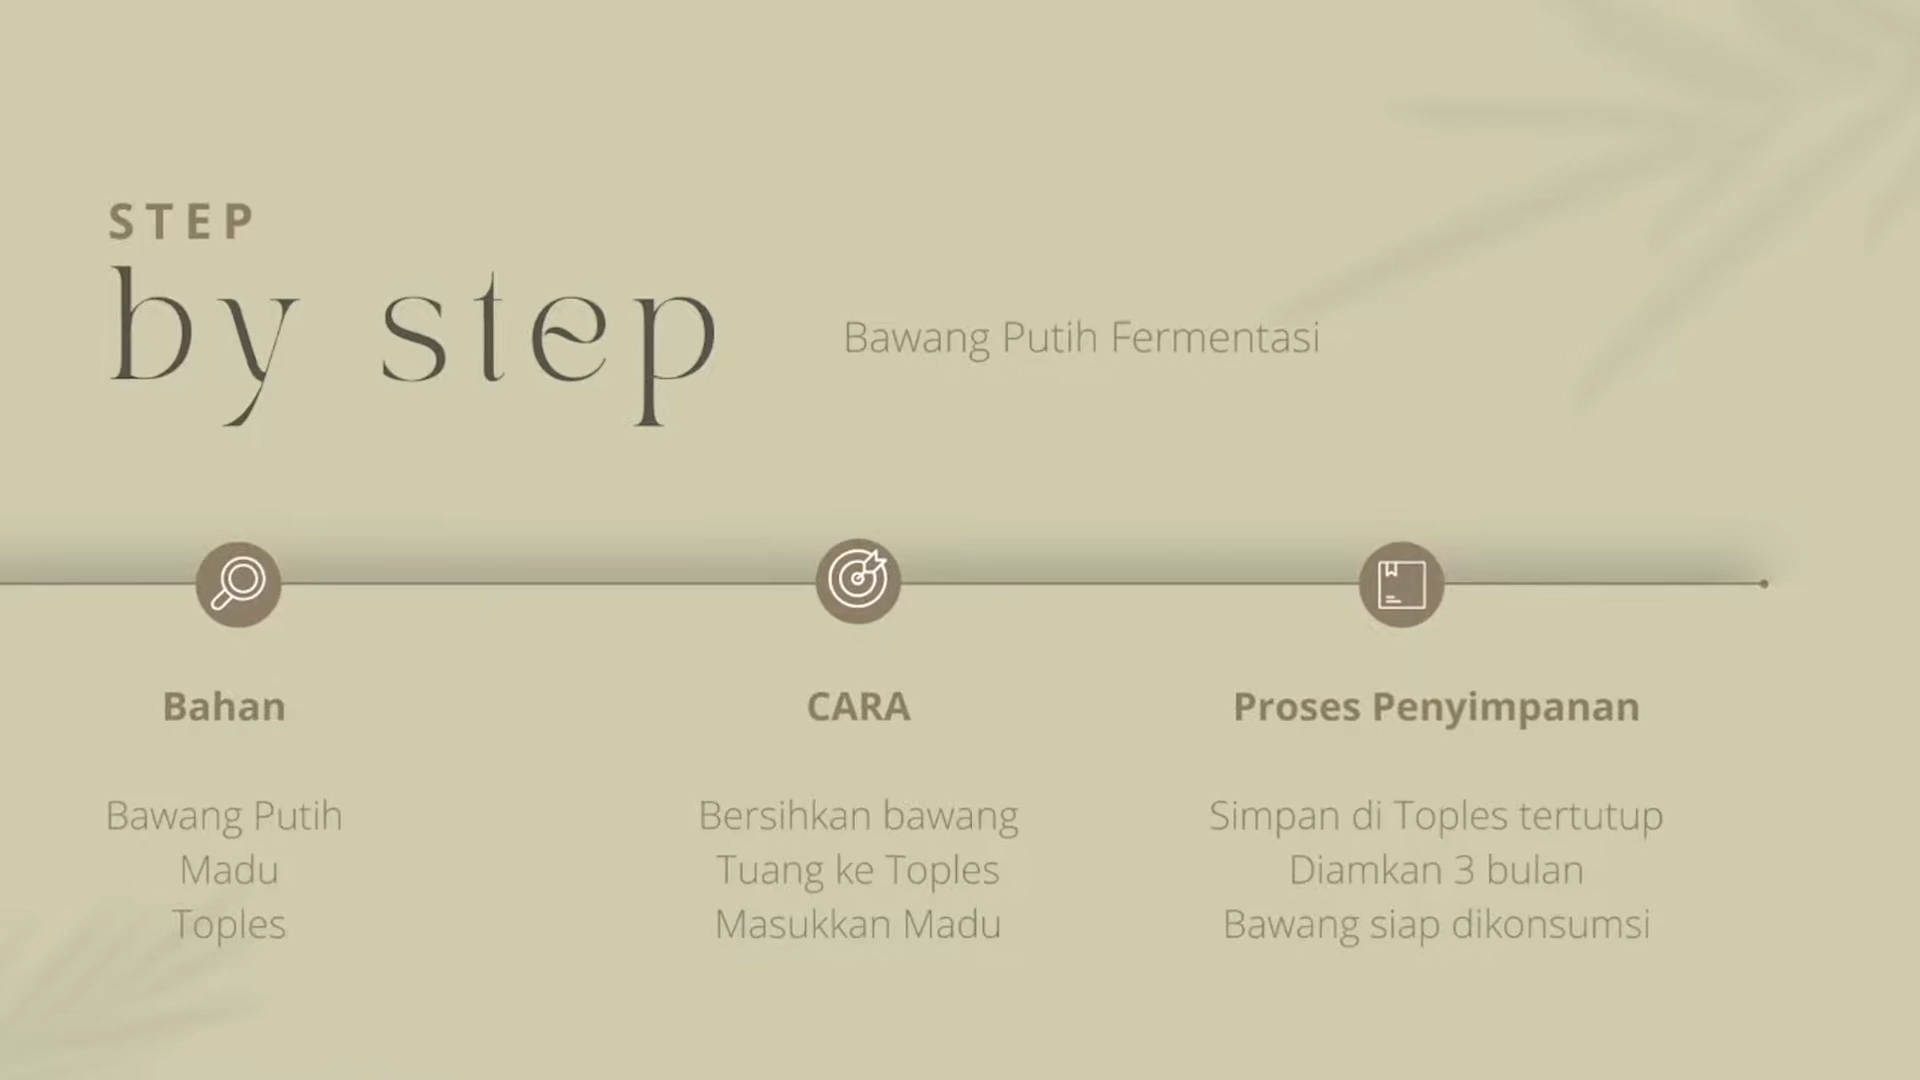 STEP
by step
Bawang Putih Fermentasi
Bahan
Bawang Putih
Madu
Toples
CARA
Bersihkan bawang
Tuang ke Toples
Masukkan Madu
Proses Penyimpanan
Simpan di Toples tertutup
Diamkan 3 bulan
Bawang siap dikonsumsi